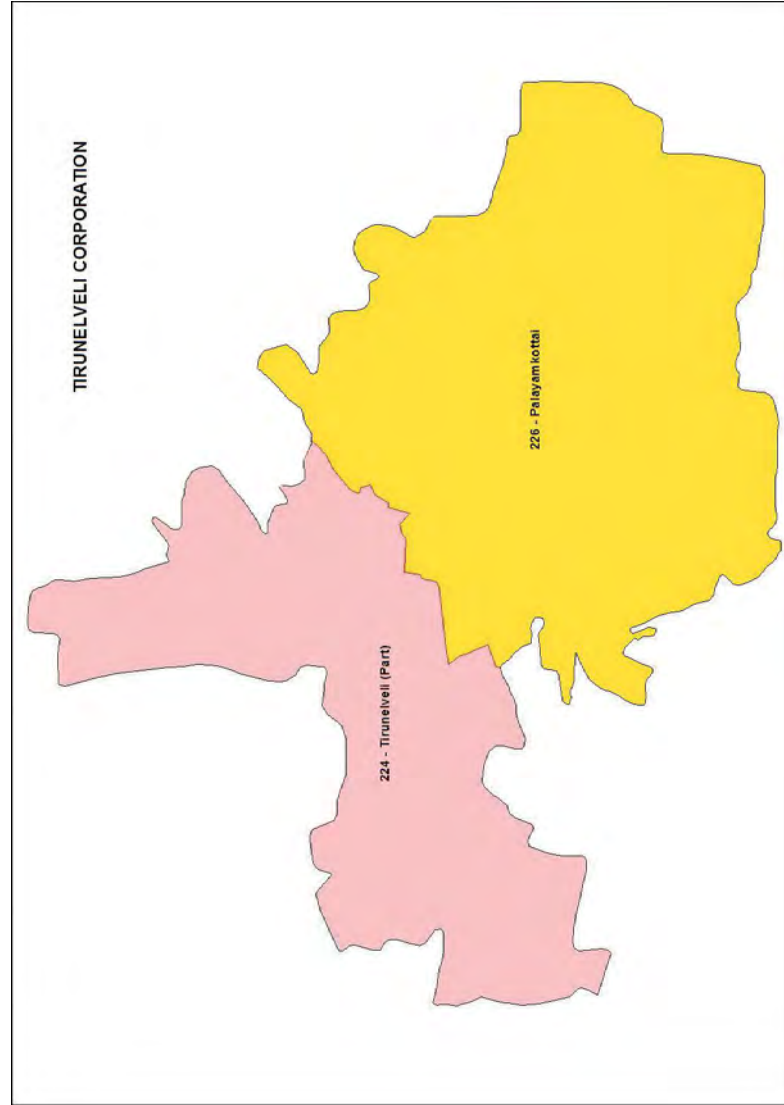 TIRUNELVELI CORPORATION
224 - Tirunelveli (Part)
226 - Palayamkottai